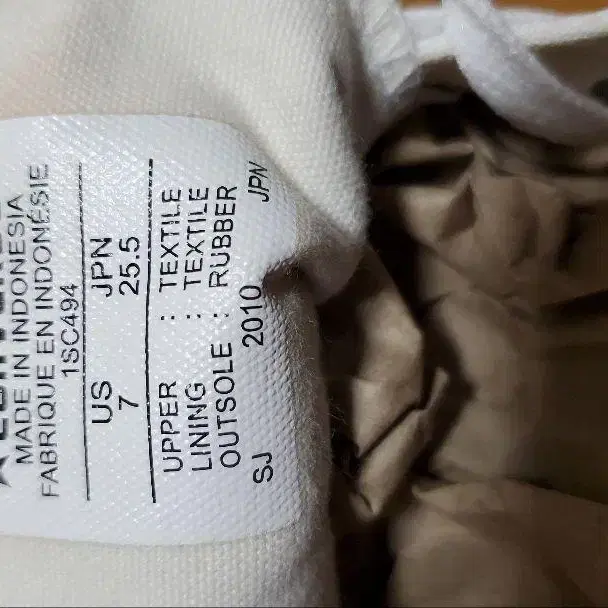 MADE IN INDONESIA
FABRIQUE EN INDONÉSIE
1SC494
US JPN
7 25.5
UPPER : TEXTILE
LINING : TEXTILE
OUTSOLE : RUBBER
SJ 2010 JPN